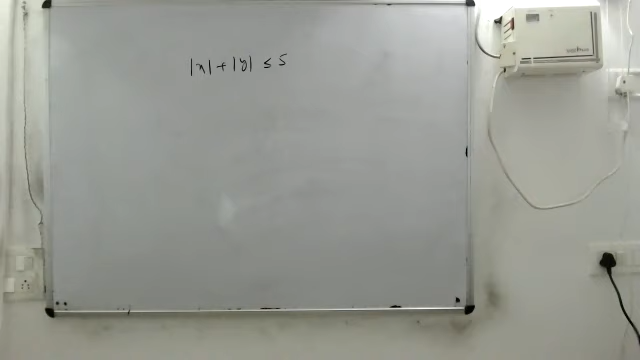 |x| + |y| ≤ 5